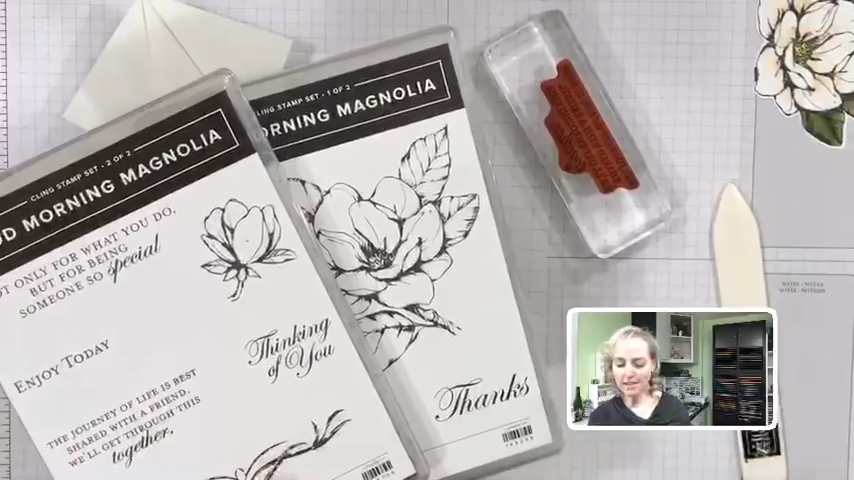 CLING STAMP SET • 2 OF 2
MORNING MAGNOLIA
NOT ONLY FOR WHAT YOU DO,
BUT FOR BEING
SOMEONE SO special
ENJOY TODAY
Thinking
of You
THE JOURNEY OF LIFE IS BEST
SHARED WITH A FRIEND.
WE'LL GET THROUGH THIS
together.
CLING STAMP SET • 1 OF 2
MORNING MAGNOLIA
Thanks